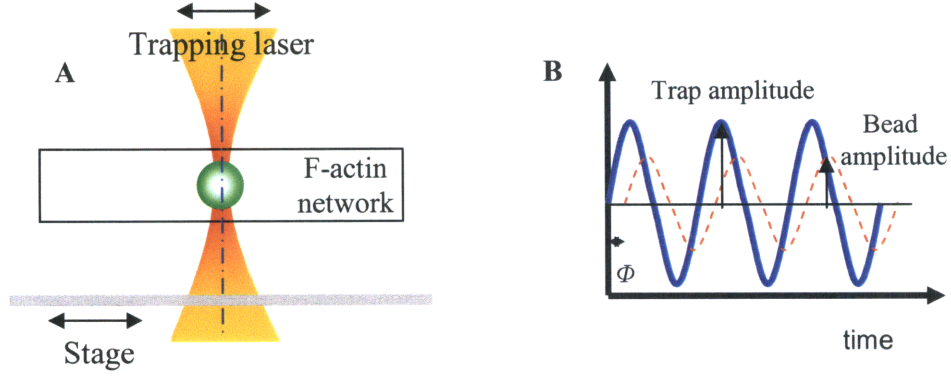 Trapping laser
A
F-actin
network
Stage
B
Trap amplitude
Bead
amplitude
Φ
time